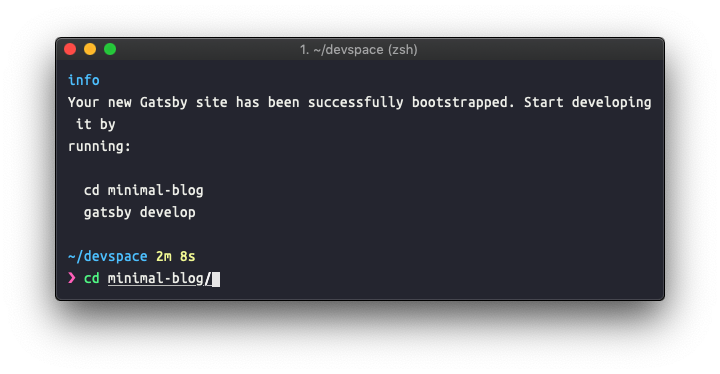 1. ~/devspace (zsh)
info
Your new Gatsby site has been successfully bootstrapped. Start developing
it by
running:
cd minimal-blog
gatsby develop
~/devspace 2m 8s
❯ cd minimal-blog/